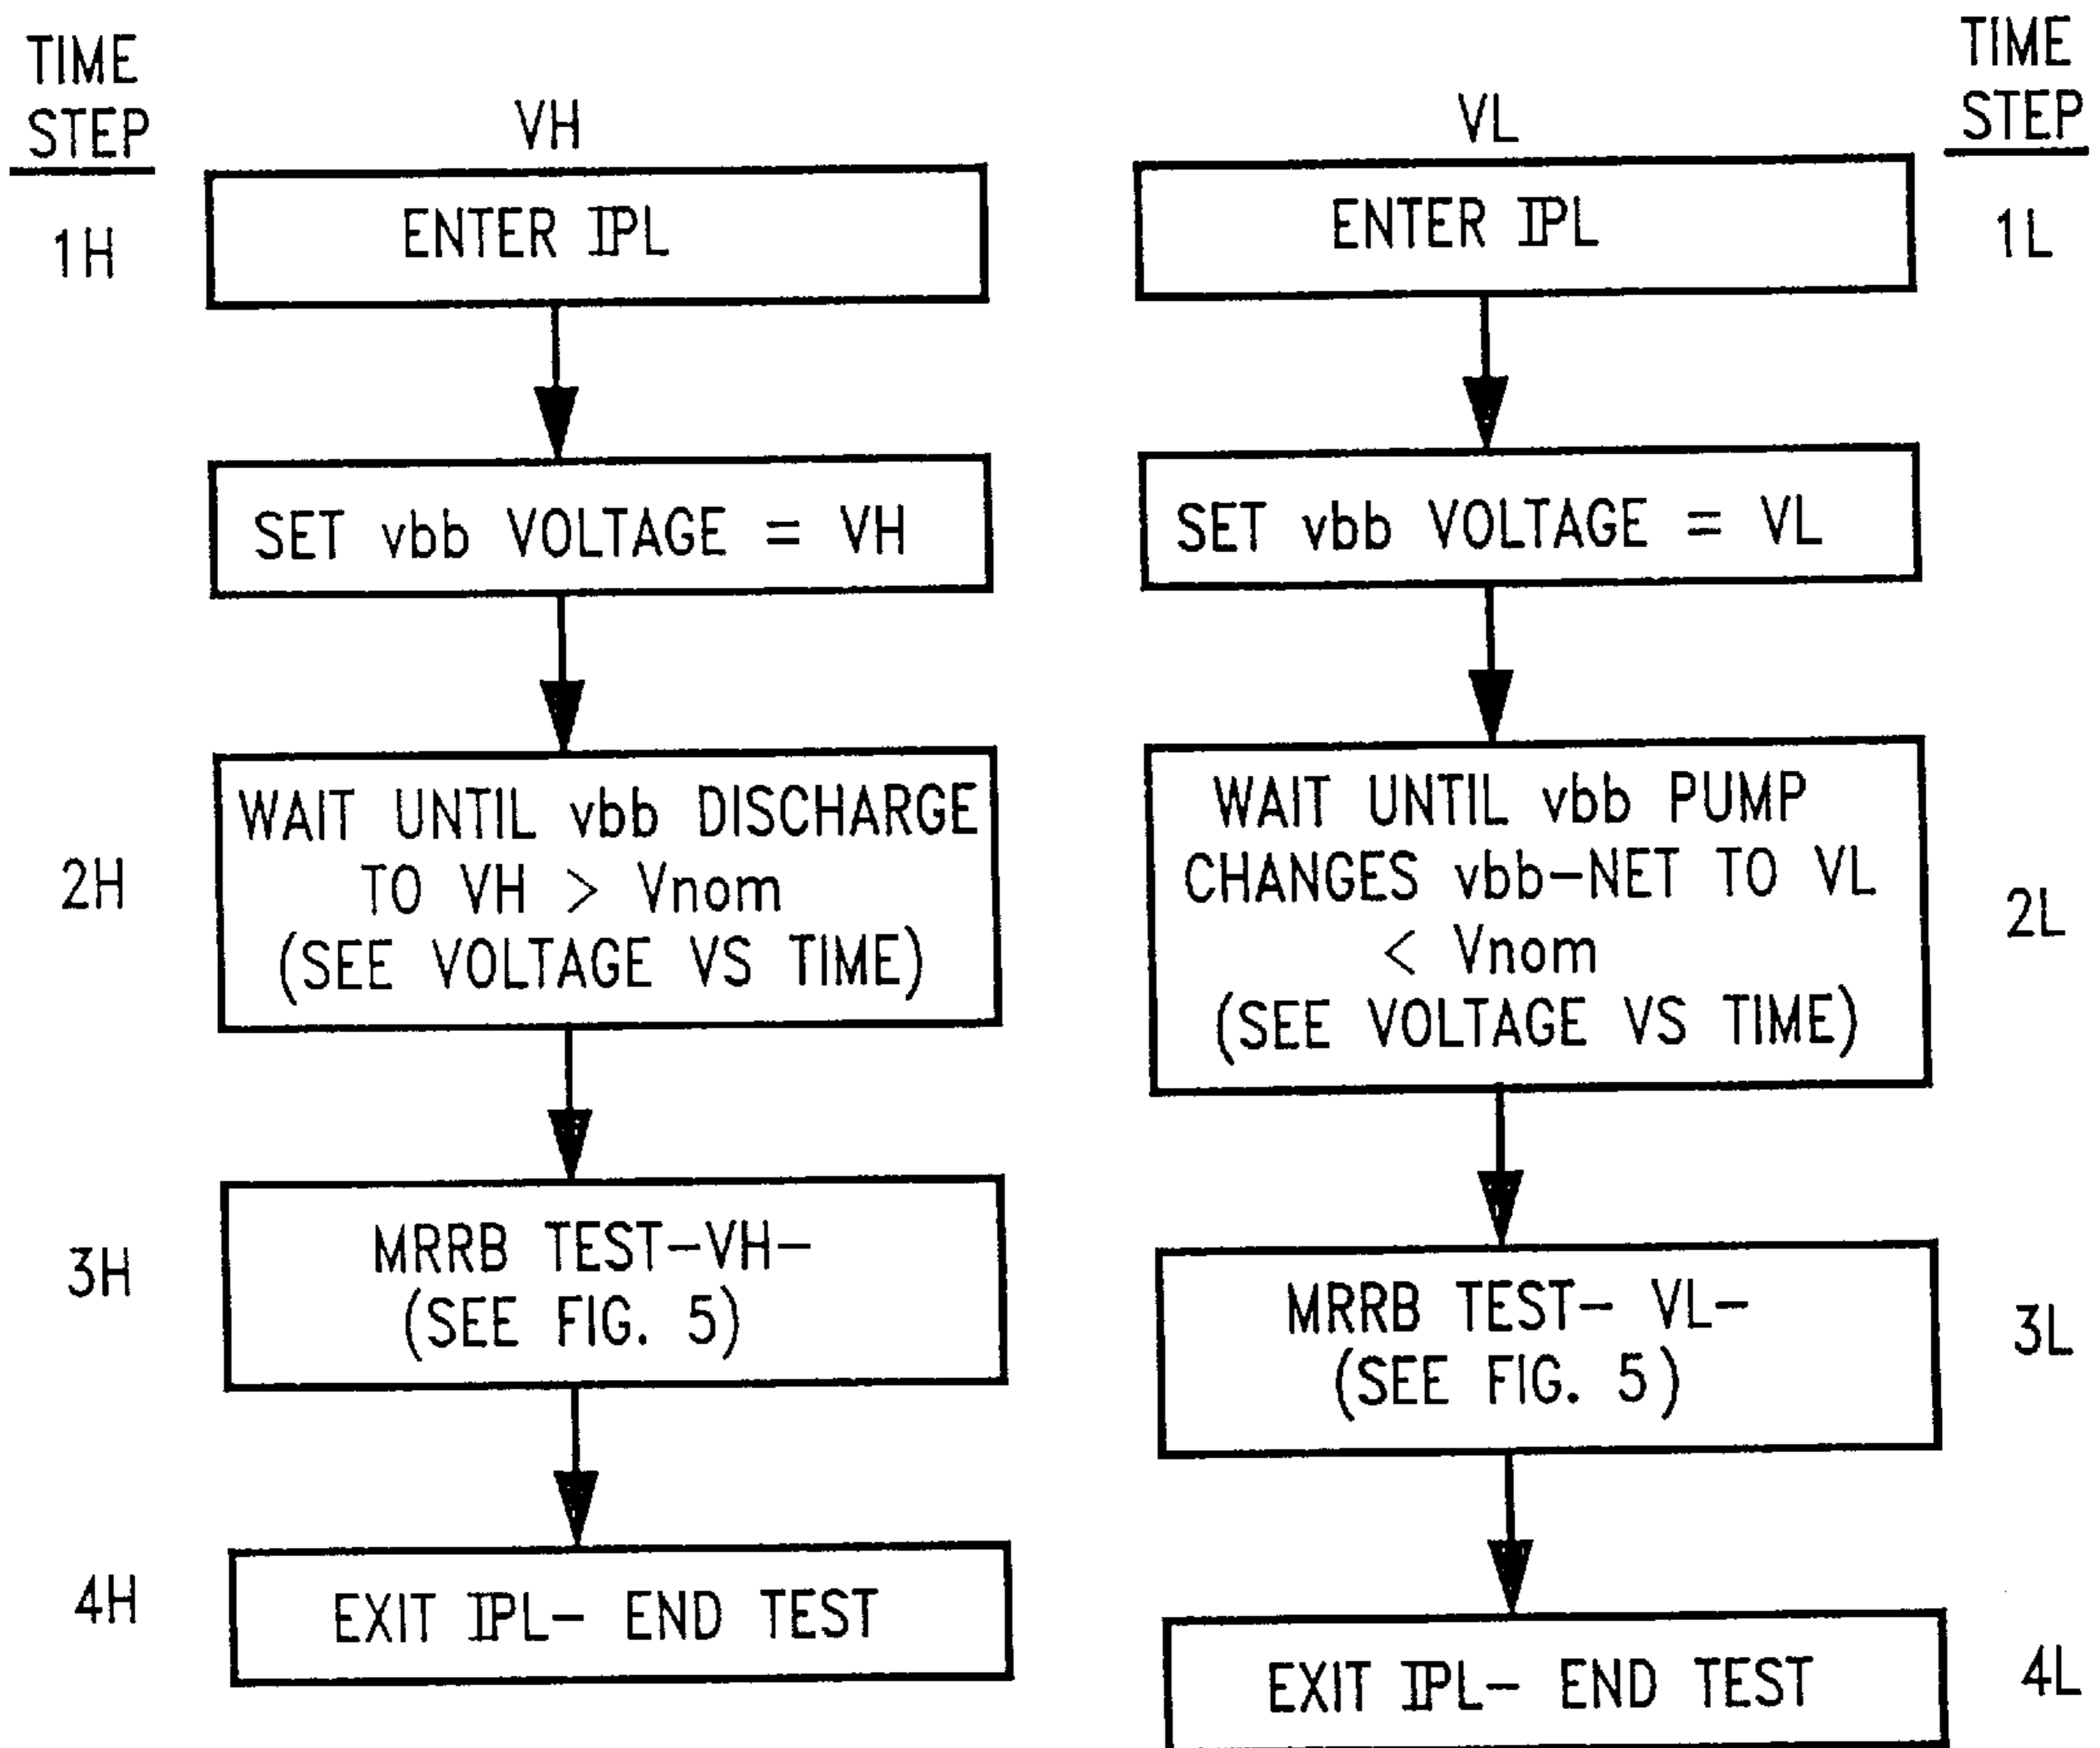 TIME
STEP
VH
1H
ENTER IPL
SET vbb VOLTAGE = VH
2H
WAIT UNTIL vbb DISCHARGE
TO VH > Vnom
(SEE VOLTAGE VS TIME)
3H
MRRB TEST-VH-
(SEE FIG. 5)
4H
EXIT IPL- END TEST
TIME
STEP
VL
ENTER IPL
1L
SET vbb VOLTAGE = VL
WAIT UNTIL vbb PUMP
CHANGES vbb-NET TO VL
< Vnom
(SEE VOLTAGE VS TIME)
2L
MRRB TEST- VL-
(SEE FIG. 5)
3L
EXIT IPL- END TEST
4L